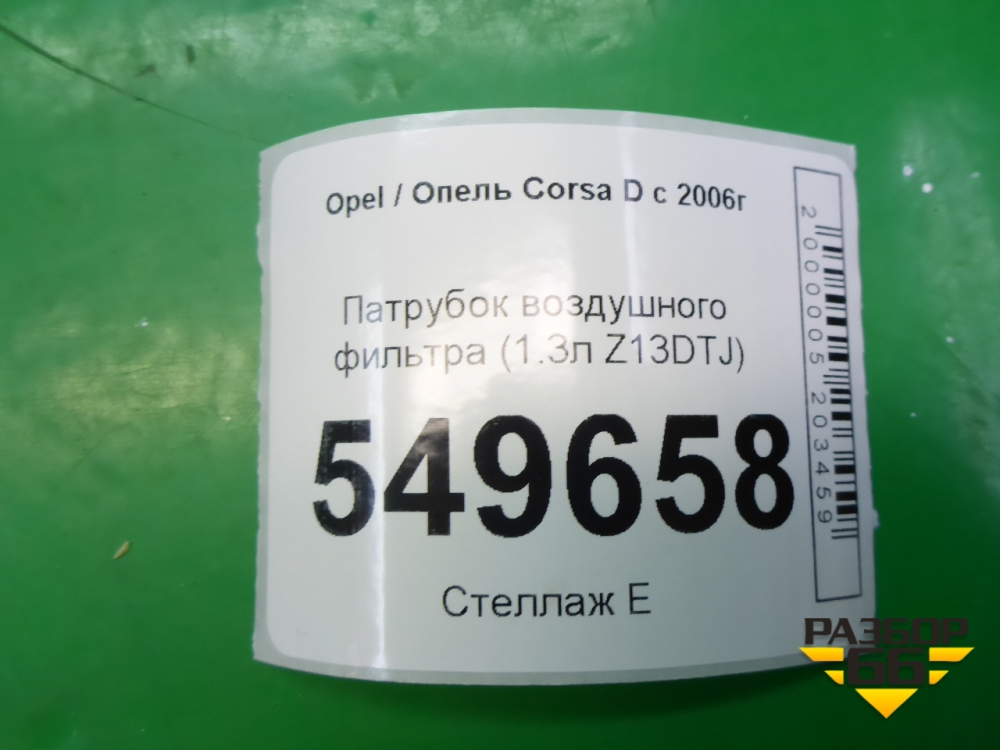 Opel / Опель Corsa D с 2006г
Патрубок воздушного
фильтра (1.3л Z13DTJ)
549658
Стеллаж E
2000005203459
РАЗБОР
66